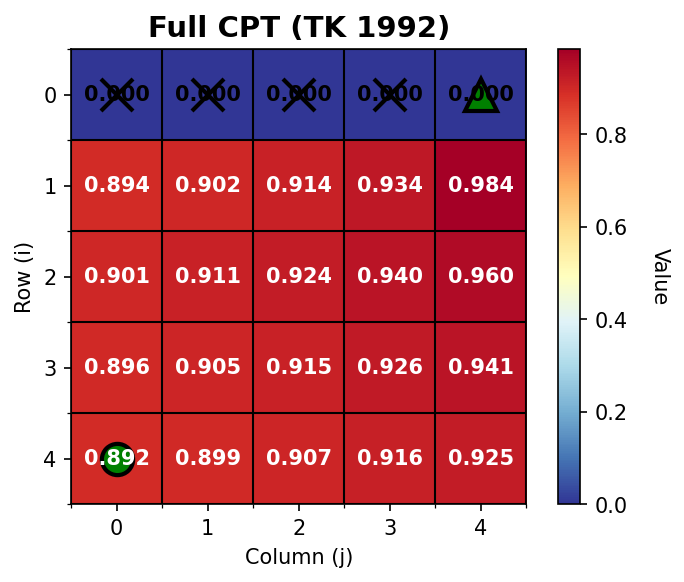 Full CPT (TK 1992)
0 0.000 0.000 0.000 0.000 0.000
1 0.894 0.902 0.914 0.934 0.984
2 0.901 0.911 0.924 0.940 0.960
3 0.896 0.905 0.915 0.926 0.941
4 0.892 0.899 0.907 0.916 0.925
0 1 2 3 4
Column (j)
Row (i)
0.8
0.6
0.4
0.2
0.0
Value